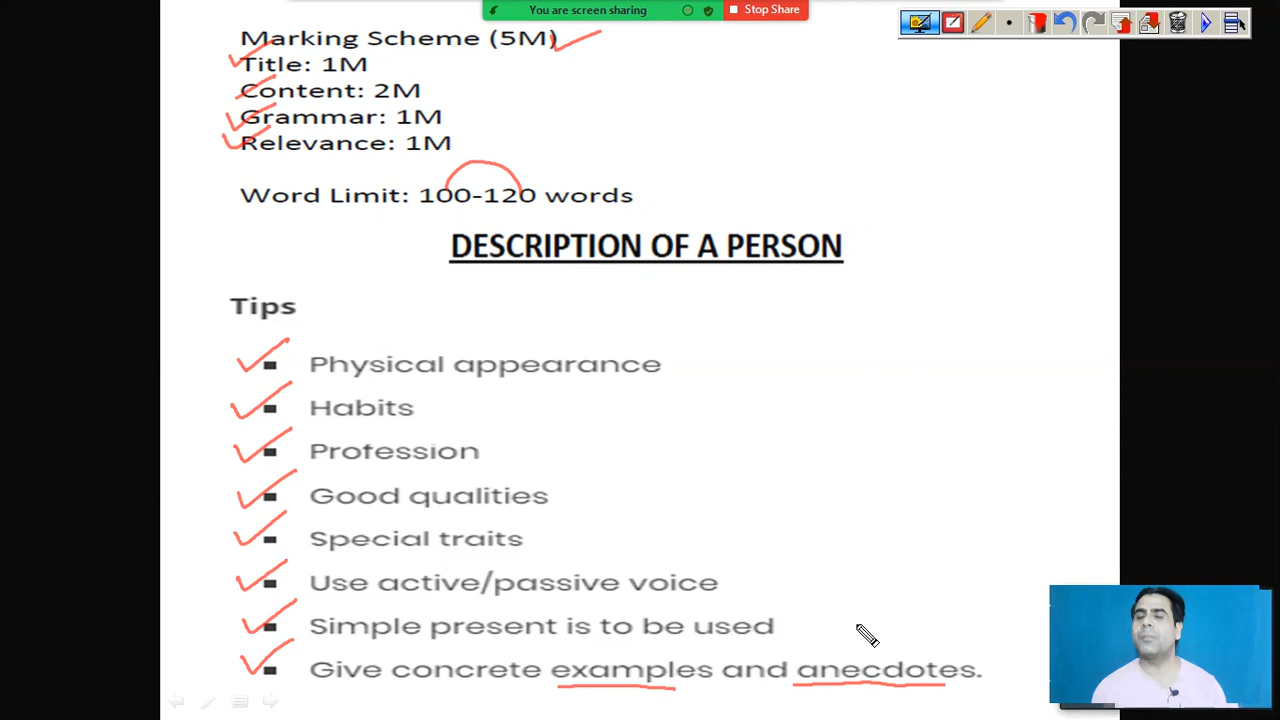 You are screen sharing
Stop Share
Marking Scheme (5M)
Title: 1M
Content: 2M
Grammar: 1M
Relevance: 1M
Word Limit: 100-120 words
DESCRIPTION OF A PERSON
Tips
Physical appearance
Habits
Profession
Good qualities
Special traits
Use active/passive voice
Simple present is to be used
Give concrete examples and anecdotes.